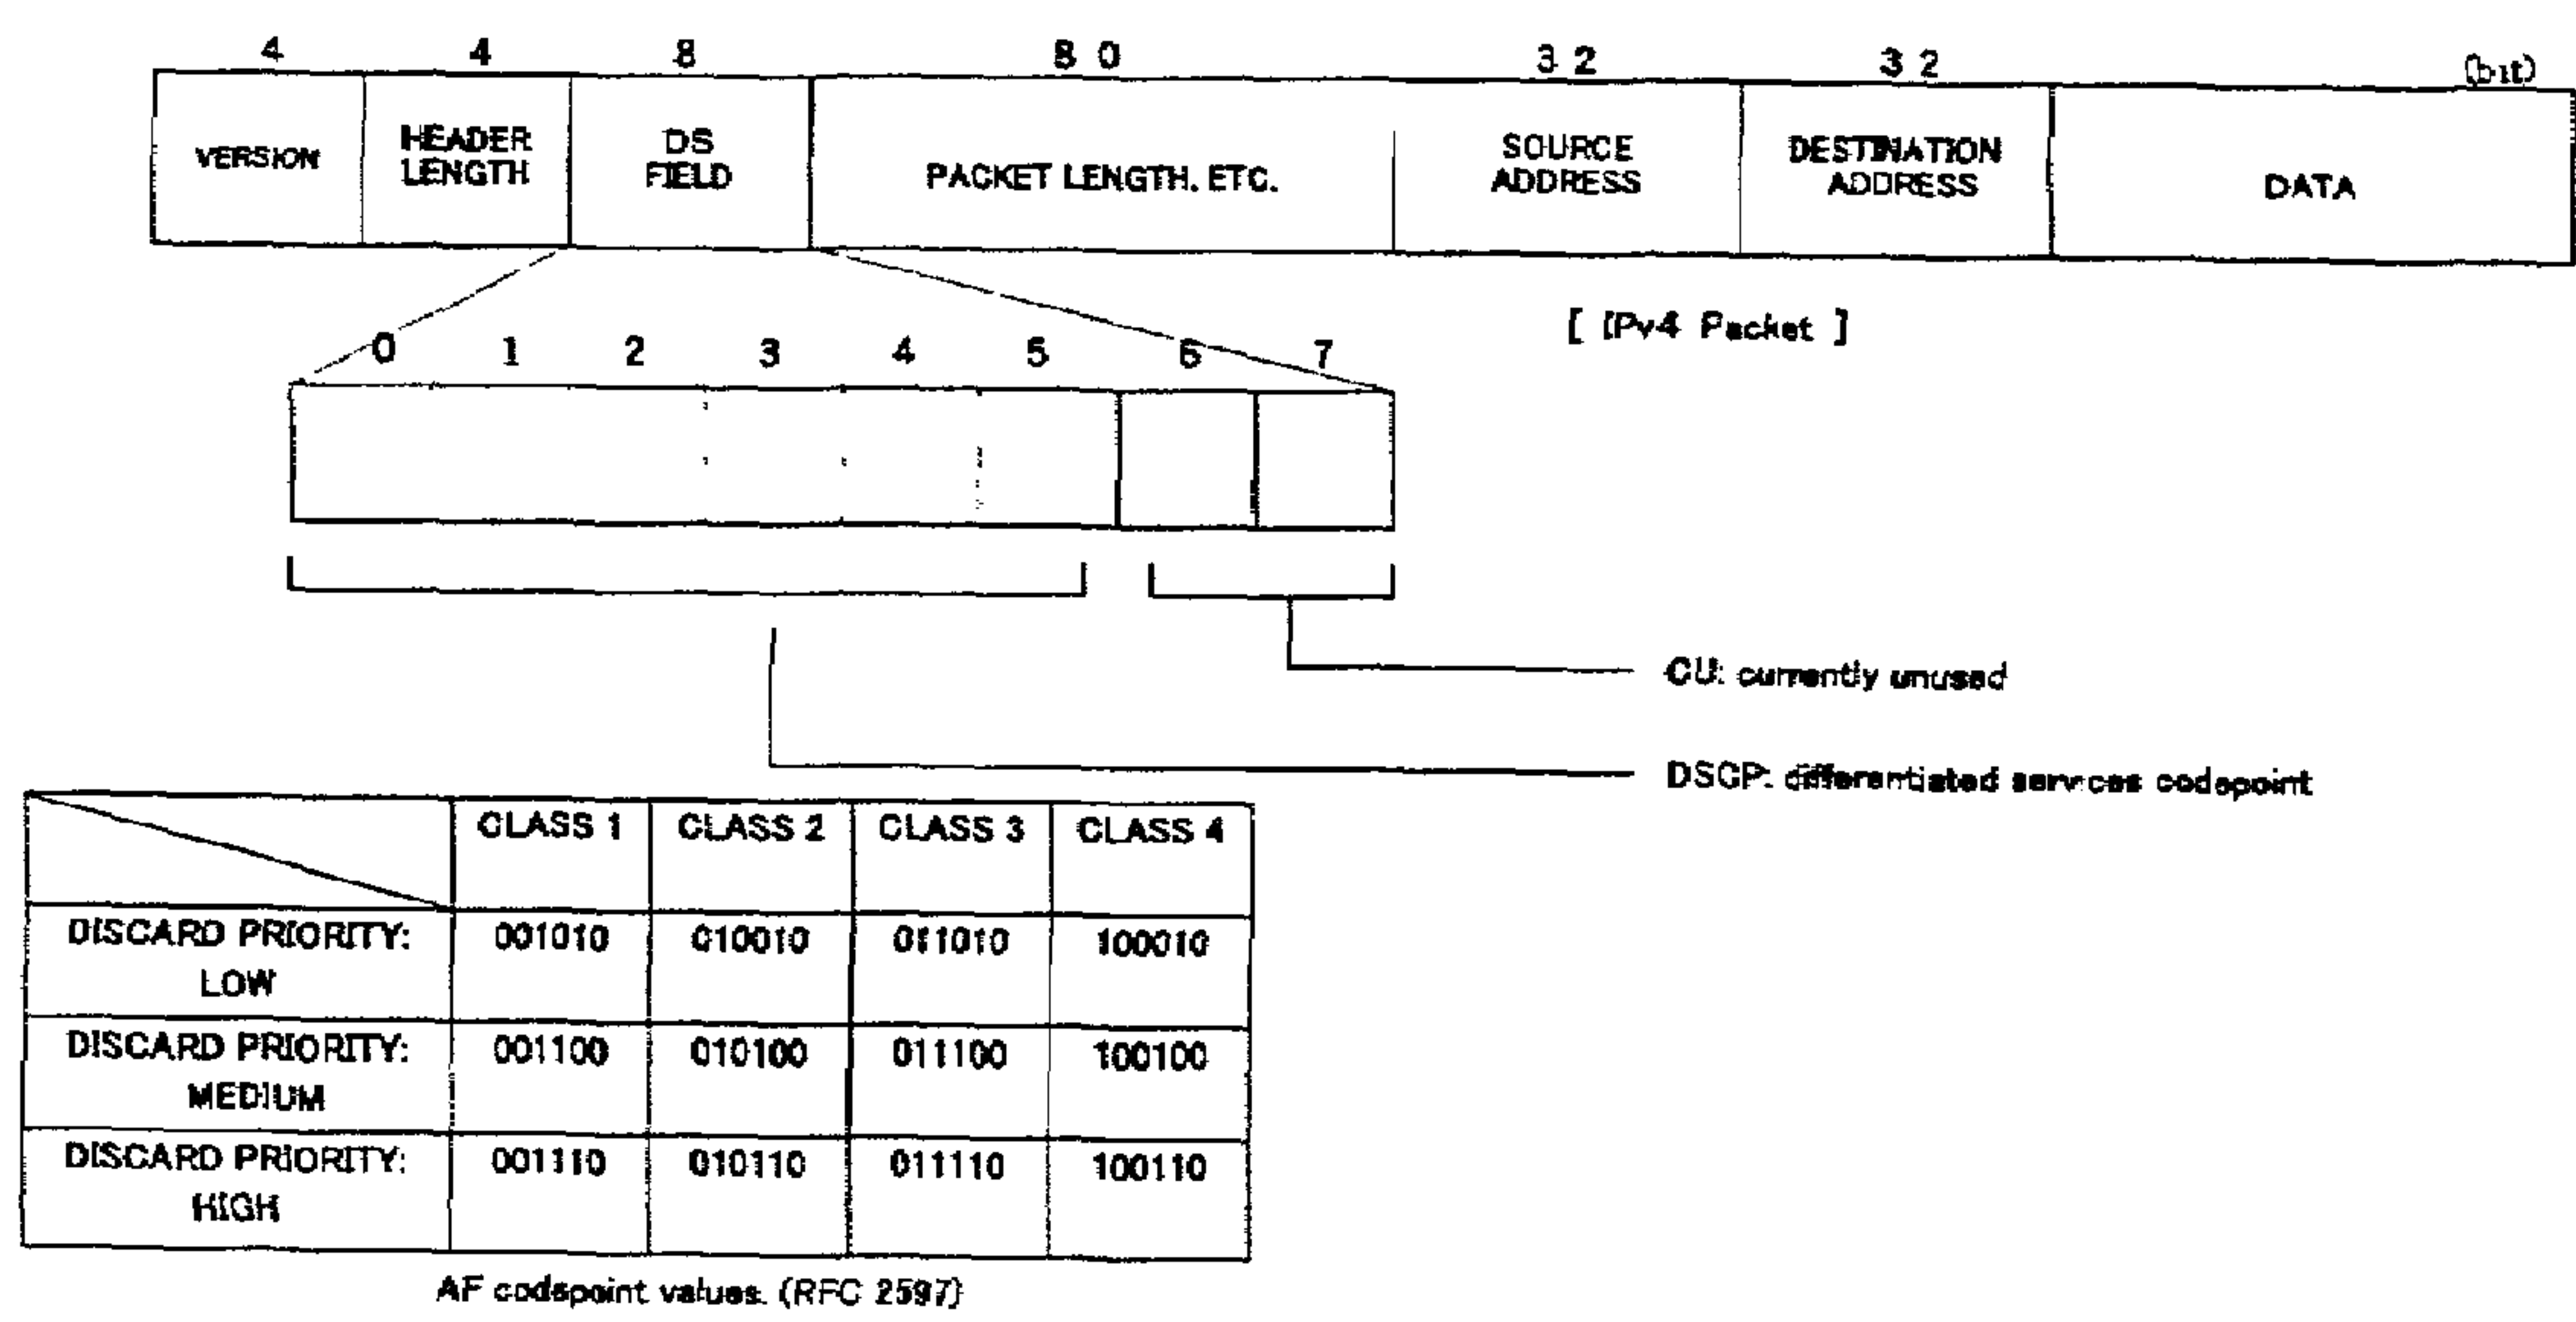 4 4 8 80 32 32 (bit)
VERSION
HEADER
LENGTH
DS
FIELD
PACKET LENGTH. ETC.
SOURCE
ADDRESS
DESTINATION
ADDRESS
DATA
[ IPv4 Packet ]
0 1 2 3 4 5 6 7
CU: currently unused
DSCP: differentiated services codepoint
CLASS 1 CLASS 2 CLASS 3 CLASS 4
DISCARD PRIORITY:
LOW
001010 010010 011010 100010
DISCARD PRIORITY:
MEDIUM
001100 010100 011100 100100
DISCARD PRIORITY:
HIGH
001110 010110 011110 100110
AF codepoint values. (RFC 2597)